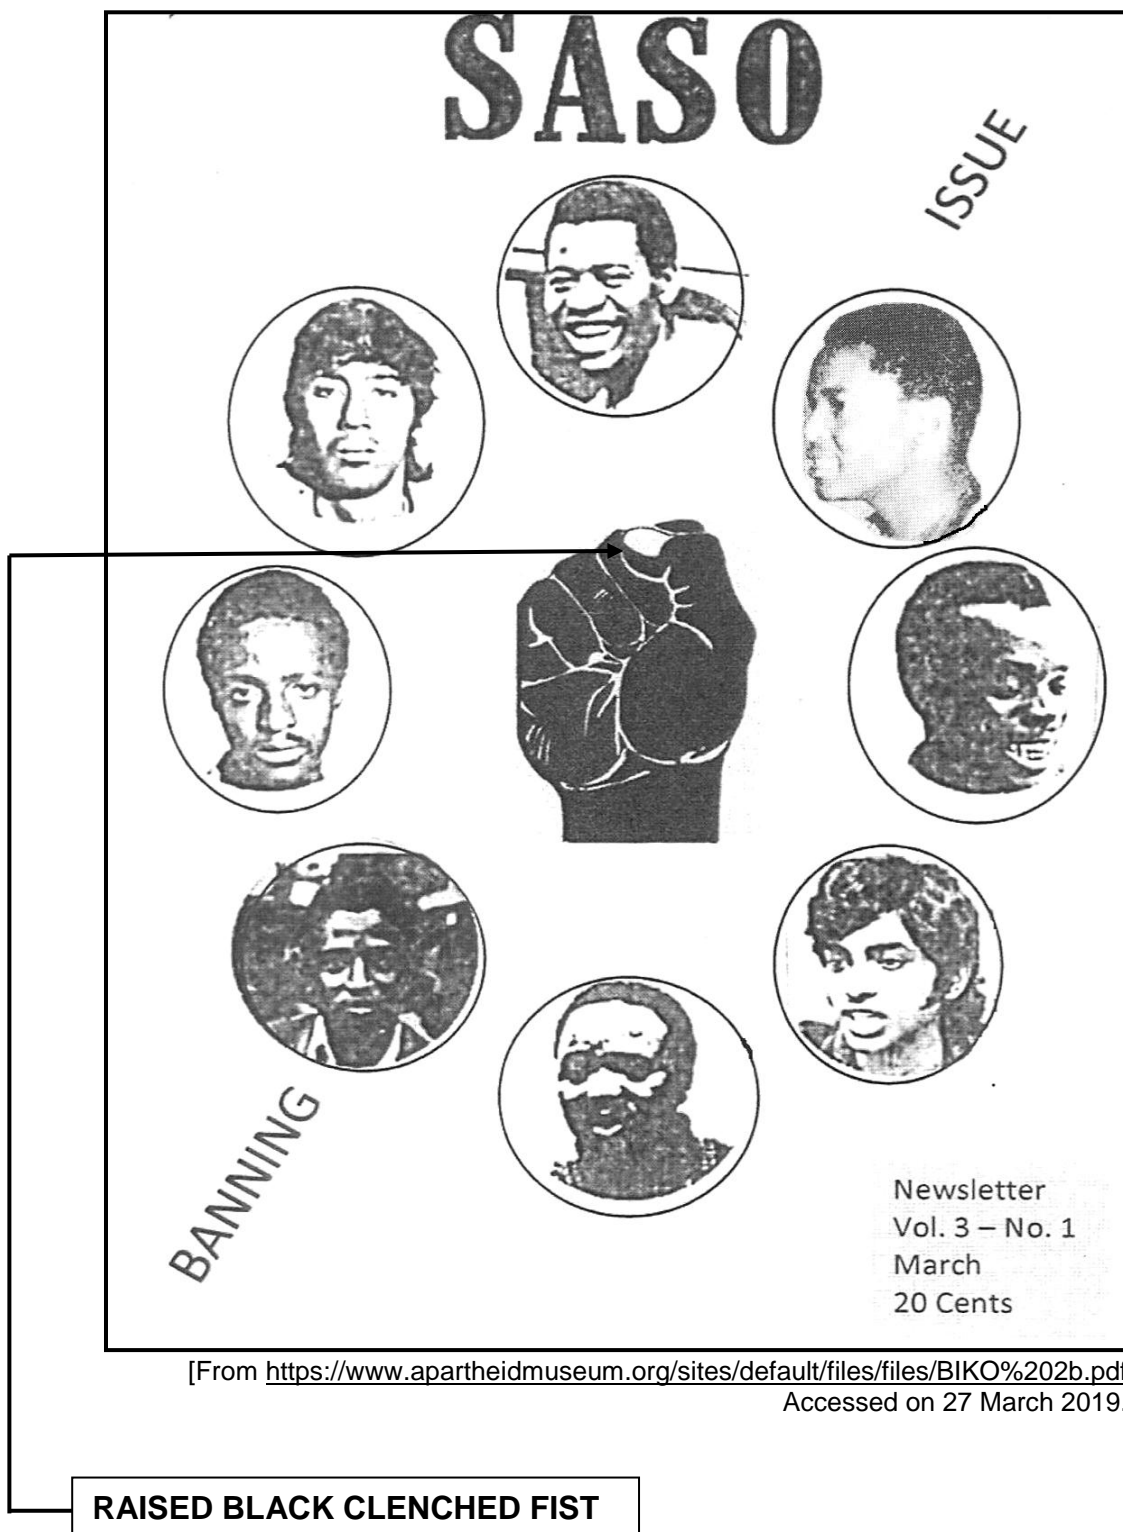 SASO
ISSUE
BANNING
Newsletter
Vol. 3 – No. 1
March
20 Cents
[From https://www.apartheidmuseum.org/sites/default/files/files/BIKO%202b.pdf
Accessed on 27 March 2019.
RAISED BLACK CLENCHED FIST